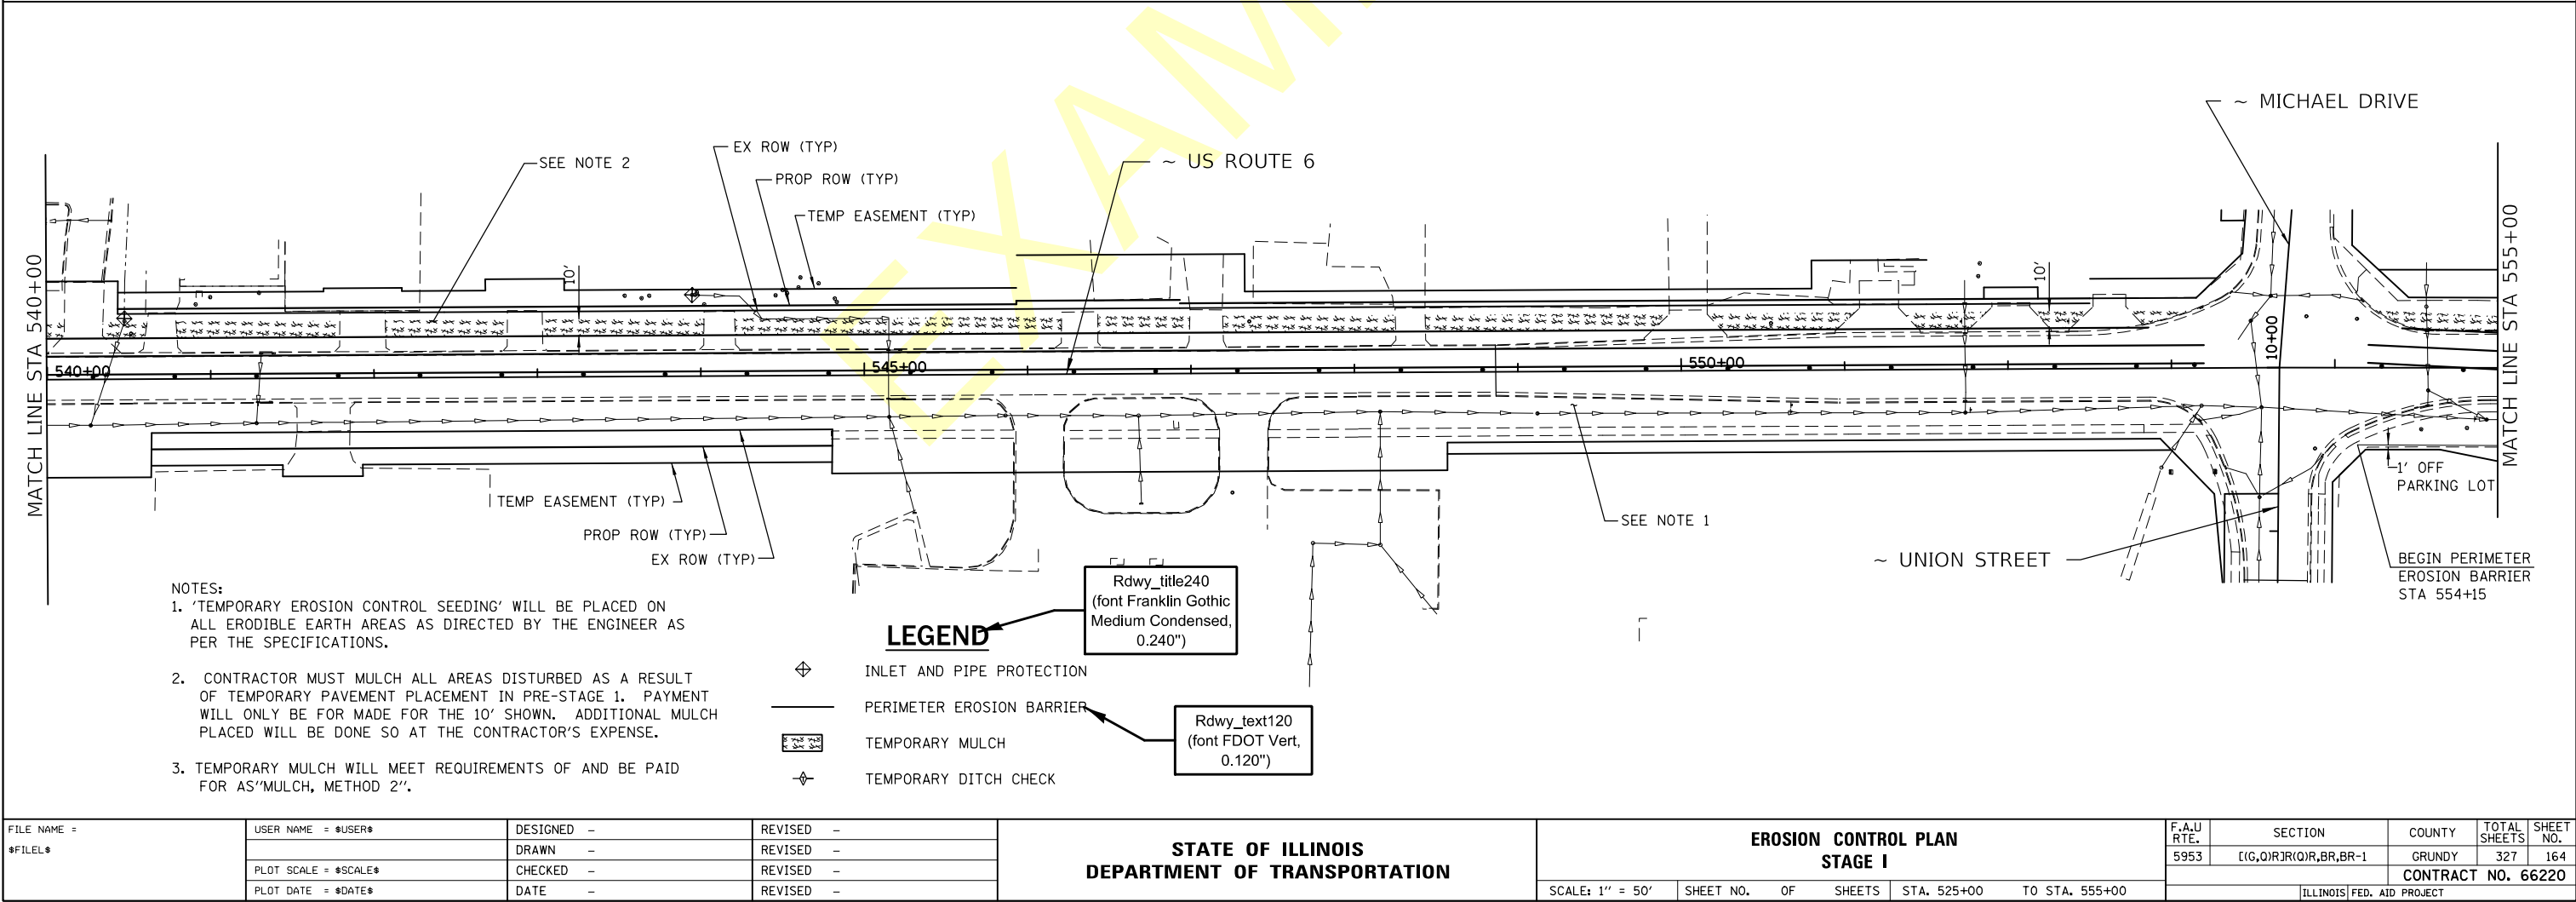 EXAM
~ MICHAEL DRIVE
EX ROW (TYP)
SEE NOTE 2
~ US ROUTE 6
PROP ROW (TYP)
TEMP EASEMENT (TYP)
MATCH LINE STA 540+00
10'
10'
MATCH LINE STA 555+00
540+00
545+00
550+00
10+00
1' OFF
PARKING LOT
TEMP EASEMENT (TYP)
PROP ROW (TYP)
EX ROW (TYP)
SEE NOTE 1
~ UNION STREET
BEGIN PERIMETER
EROSION BARRIER
STA 554+15
NOTES:
1. 'TEMPORARY EROSION CONTROL SEEDING' WILL BE PLACED ON
ALL ERODIBLE EARTH AREAS AS DIRECTED BY THE ENGINEER AS
PER THE SPECIFICATIONS.
2. CONTRACTOR MUST MULCH ALL AREAS DISTURBED AS A RESULT
OF TEMPORARY PAVEMENT PLACEMENT IN PRE-STAGE 1. PAYMENT
WILL ONLY BE FOR MADE FOR THE 10' SHOWN. ADDITIONAL MULCH
PLACED WILL BE DONE SO AT THE CONTRACTOR'S EXPENSE.
3. TEMPORARY MULCH WILL MEET REQUIREMENTS OF AND BE PAID
FOR AS"MULCH, METHOD 2".
LEGEND
INLET AND PIPE PROTECTION
PERIMETER EROSION BARRIER
TEMPORARY MULCH
TEMPORARY DITCH CHECK
Rdwy_title240
(font Franklin Gothic
Medium Condensed,
0.240")
Rdwy_text120
(font FDOT Vert,
0.120")
FILE NAME =
$FILEL$
USER NAME = $USER$
PLOT SCALE = $SCALE$
PLOT DATE = $DATE$
DESIGNED -
DRAWN -
CHECKED -
DATE -
REVISED -
REVISED -
REVISED -
REVISED -
STATE OF ILLINOIS
DEPARTMENT OF TRANSPORTATION
EROSION CONTROL PLAN
STAGE I
SCALE: 1" = 50' SHEET NO. OF SHEETS STA. 525+00 TO STA. 555+00
F.A.U RTE. SECTION COUNTY TOTAL SHEETS SHEET NO.
5953 [(G,Q)R]R(Q)R,BR,BR-1 GRUNDY 327 164
CONTRACT NO. 66220
ILLINOIS FED. AID PROJECT